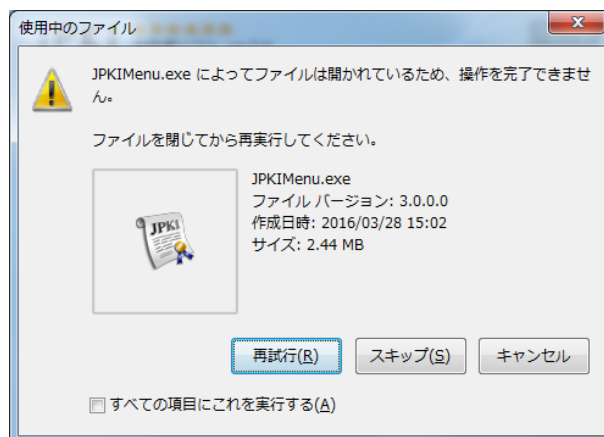 使用中のファイル
JPKIMenu.exe によってファイルは開かれているため、操作を完了できませ
ん。
ファイルを閉じてから再実行してください。
JPKI
JPKIMenu.exe
ファイル バージョン: 3.0.0.0
作成日時: 2016/03/28 15:02
サイズ: 2.44 MB
再試行(R)
スキップ(S)
キャンセル
すべての項目にこれを実行する(A)